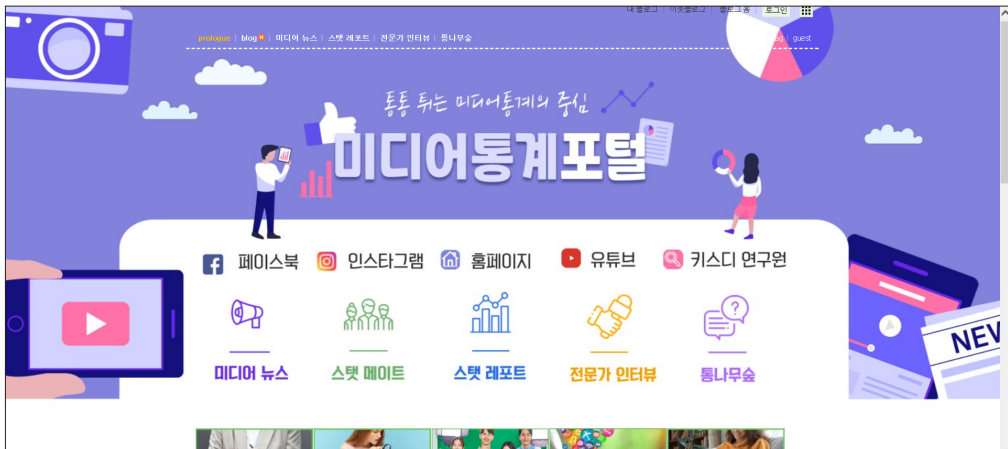 내 블로그 | 이웃블로그 | 블로그 홈 | 로그인
prologue | blog | 미디어 뉴스 | 스탯 레포트 | 전문가 인터뷰 | 통나무숲
guest
통통 튀는 미디어통계의 중심
미디어통계포털
페이스북 인스타그램 홈페이지 유튜브 키스디 연구원
미디어 뉴스 스탯 메이트 스탯 레포트 전문가 인터뷰 통나무숲
NEV